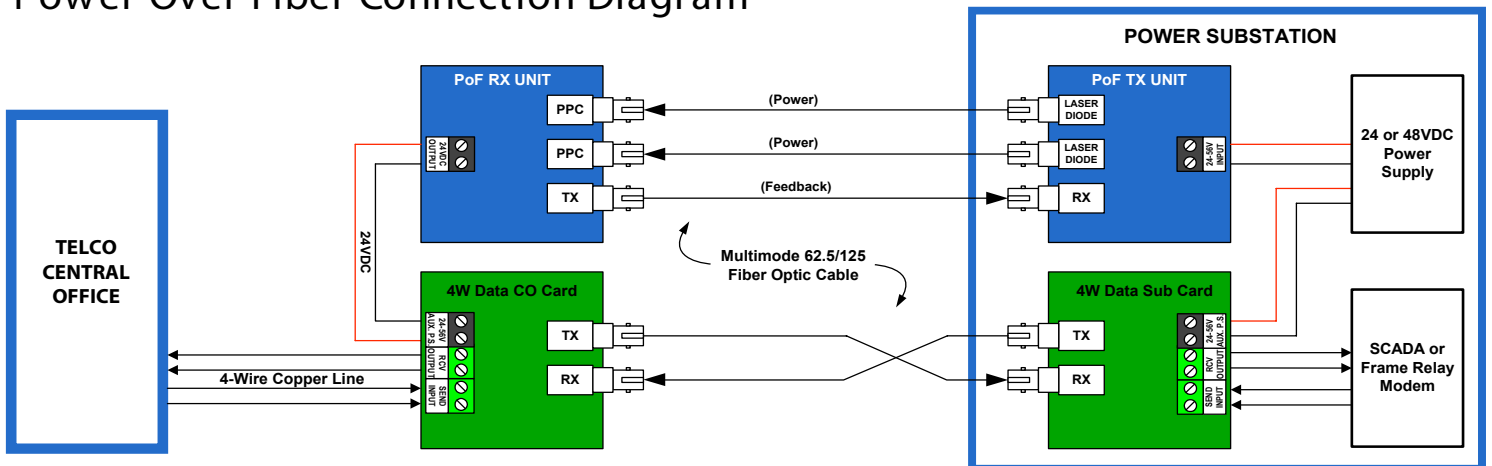 Power Over Fiber Connection Diagram
POWER SUBSTATION
PoF RX UNIT
PoF TX UNIT
PPC
(Power)
LASER
DIODE
PPC
(Power)
LASER
DIODE
TX
(Feedback)
RX
24VDC
OUTPUT
24-56V
INPUT
24 or 48VDC
Power
Supply
TELCO
CENTRAL
OFFICE
24VDC
Multimode 62.5/125
Fiber Optic Cable
4W Data CO Card
4W Data Sub Card
24-56V
AUX. P.S.
RCV
OUTPUT
SEND
INPUT
TX
RX
TX
RX
24-56V
AUX. P.S.
RCV
OUTPUT
SEND
INPUT
4-Wire Copper Line
SCADA or
Frame Relay
Modem